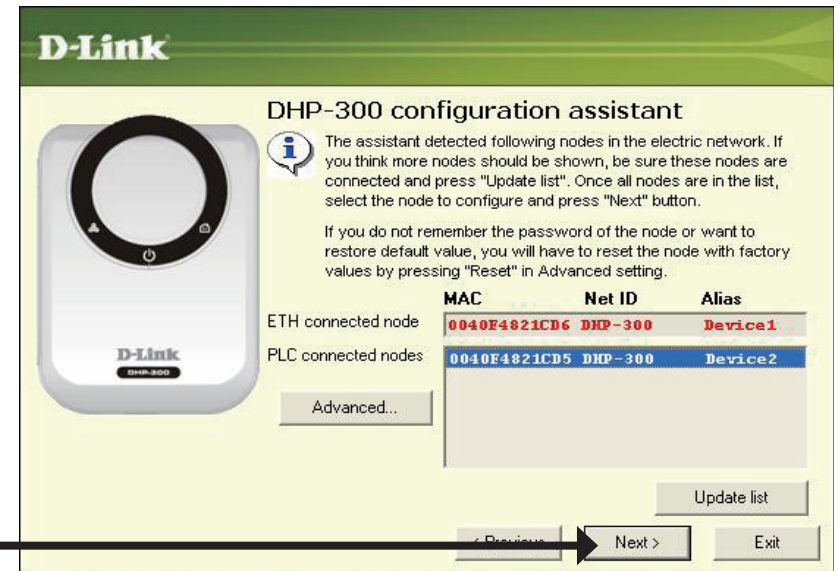 D-Link
DHP-300 configuration assistant
The assistant detected following nodes in the electric network. If
you think more nodes should be shown, be sure these nodes are
connected and press "Update list". Once all nodes are in the list,
select the node to configure and press "Next" button.
If you do not remember the password of the node or want to
restore default value, you will have to reset the node with factory
values by pressing "Reset" in Advanced setting.
MAC Net ID Alias
ETH connected node 0040F4821CD6 DHP-300 Device1
PLC connected nodes 0040F4821CD5 DHP-300 Device2
D-Link
DHP-300
Advanced...
Update list
< Previous Next > Exit